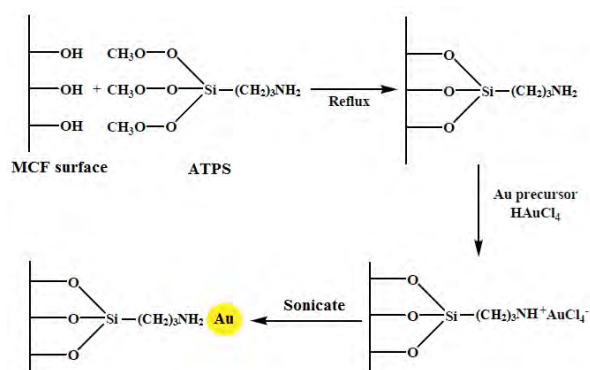 OH
OH
OH
+
CH₃O—O
CH₃O—O
CH₃O—O
Si—(CH₂)₃NH₂
MCF surface
ATPS
Reflux
O
O
O
Si—(CH₂)₃NH₂
Au precursor
HAuCl₄
O
O
O
Si—(CH₂)₃NH⁺AuCl₄⁻
Sonicate
O
O
O
Si—(CH₂)₃NH₂ Au